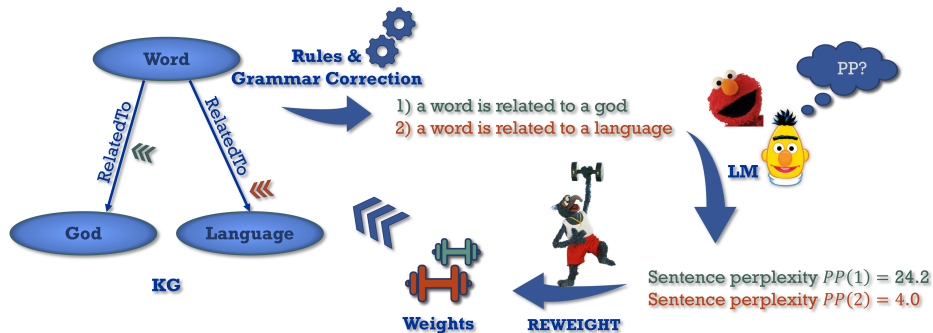 Word
Rules &
Grammar Correction
PP?
RelatedTo
RelatedTo
1) a word is related to a god
2) a word is related to a language
LM
God
Language
KG
Sentence perplexity PP(1) = 24.2
Sentence perplexity PP(2) = 4.0
Weights
REWEIGHT